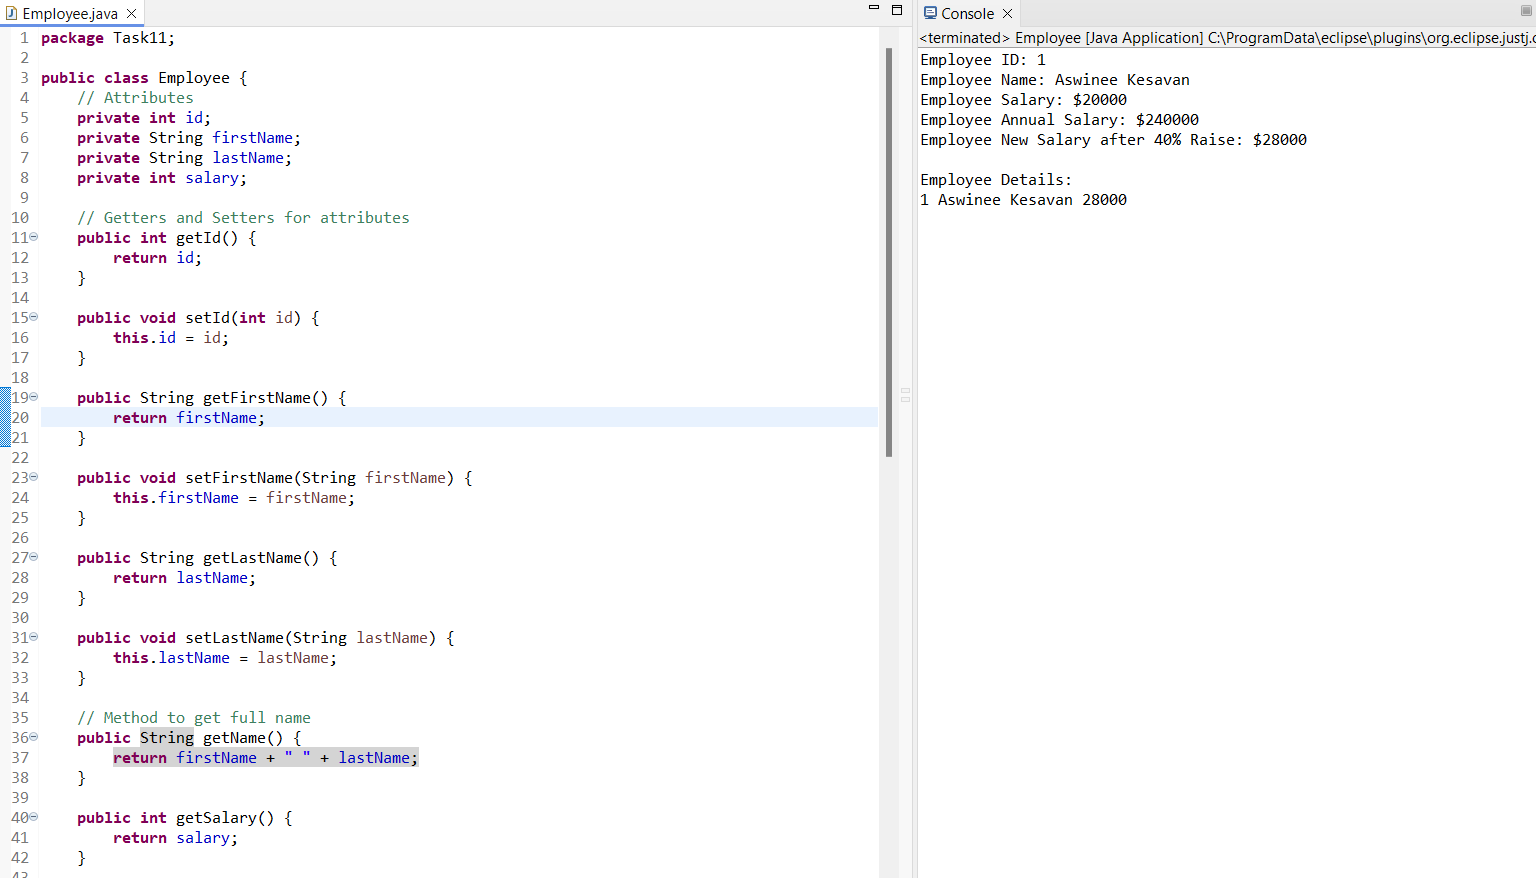 Employee.java
1 package Task11;
2
3 public class Employee {
4     // Attributes
5     private int id;
6     private String firstName;
7     private String lastName;
8     private int salary;
9
10     // Getters and Setters for attributes
11     public int getId() {
12         return id;
13     }
14
15     public void setId(int id) {
16         this.id = id;
17     }
18
19     public String getFirstName() {
20         return firstName;
21     }
22
23     public void setFirstName(String firstName) {
24         this.firstName = firstName;
25     }
26
27     public String getLastName() {
28         return lastName;
29     }
30
31     public void setLastName(String lastName) {
32         this.lastName = lastName;
33     }
34
35     // Method to get full name
36     public String getName() {
37         return firstName + " " + lastName;
38     }
39
40     public int getSalary() {
41         return salary;
42     }
43
Console
<terminated> Employee [Java Application] C:\ProgramData\eclipse\plugins\org.eclipse.justj.o
Employee ID: 1
Employee Name: Aswinee Kesavan
Employee Salary: $20000
Employee Annual Salary: $240000
Employee New Salary after 40% Raise: $28000

Employee Details:
1 Aswinee Kesavan 28000